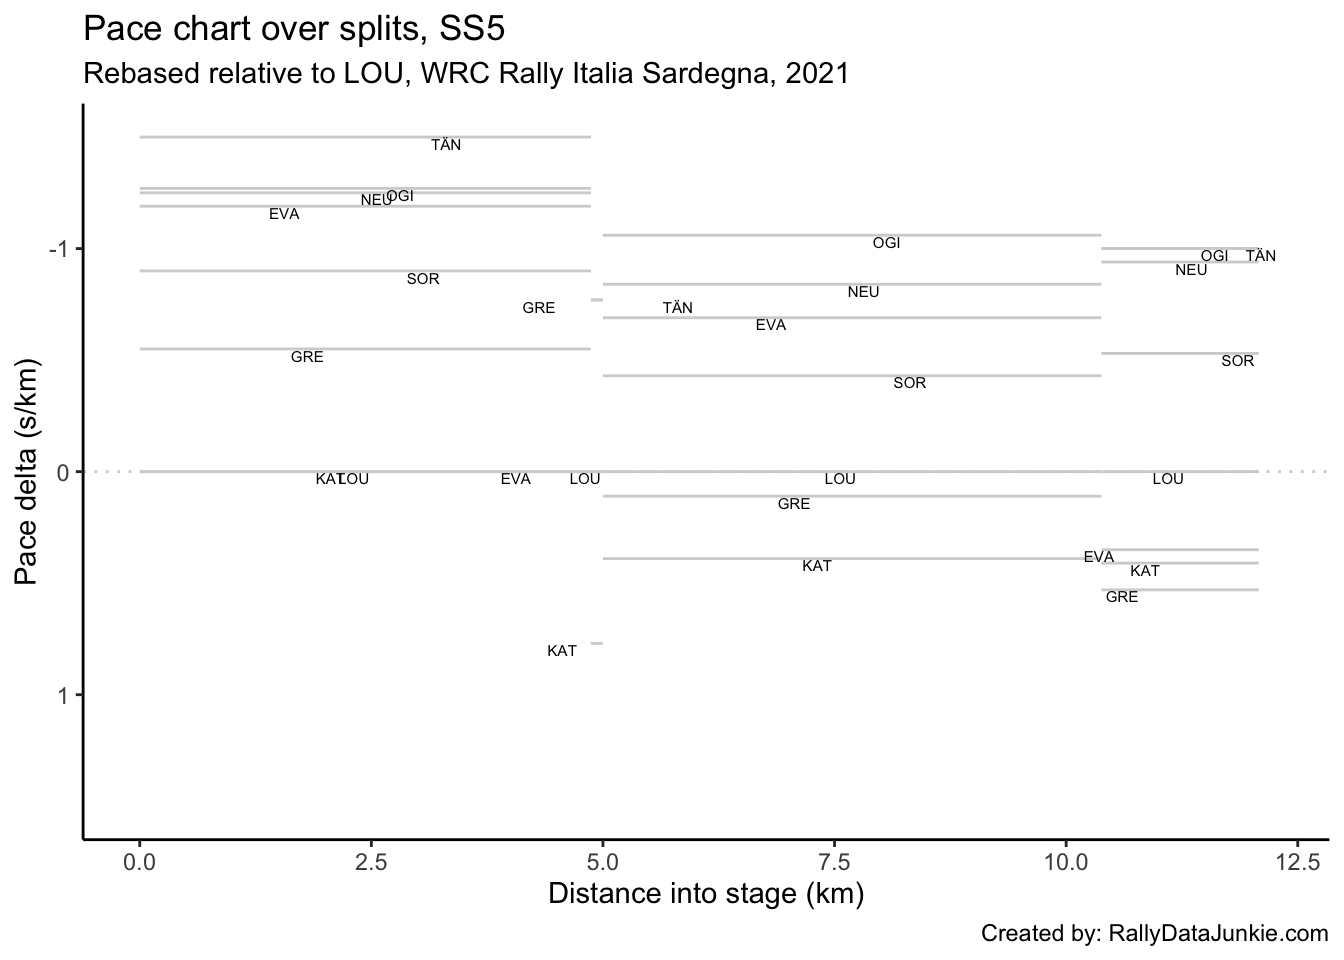 Pace chart over splits, SS5
Rebased relative to LOU, WRC Rally Italia Sardegna, 2021
TÄN
OGI
NEU
EVA
OGI
-1
OGI
TÄN
NEU
SOR
NEU
GRE
TÄN
EVA
GRE
SOR
SOR
0
KAT
LOU
EVA
LOU
LOU
LOU
GRE
EVA
KAT
KAT
GRE
KAT
1
Pace delta (s/km)
0.0 2.5 5.0 7.5 10.0 12.5
Distance into stage (km)
Created by: RallyDataJunkie.com